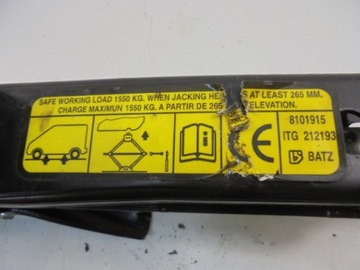 SAFE WORKING LOAD 1550 KG. WHEN JACKING IS AT LEAST 265 MM.
CHARGE MAXIMUN 1550 KG. A PARTIR DE 265 ELEVATION.
8101915
CE
ITG 212193
BATZ